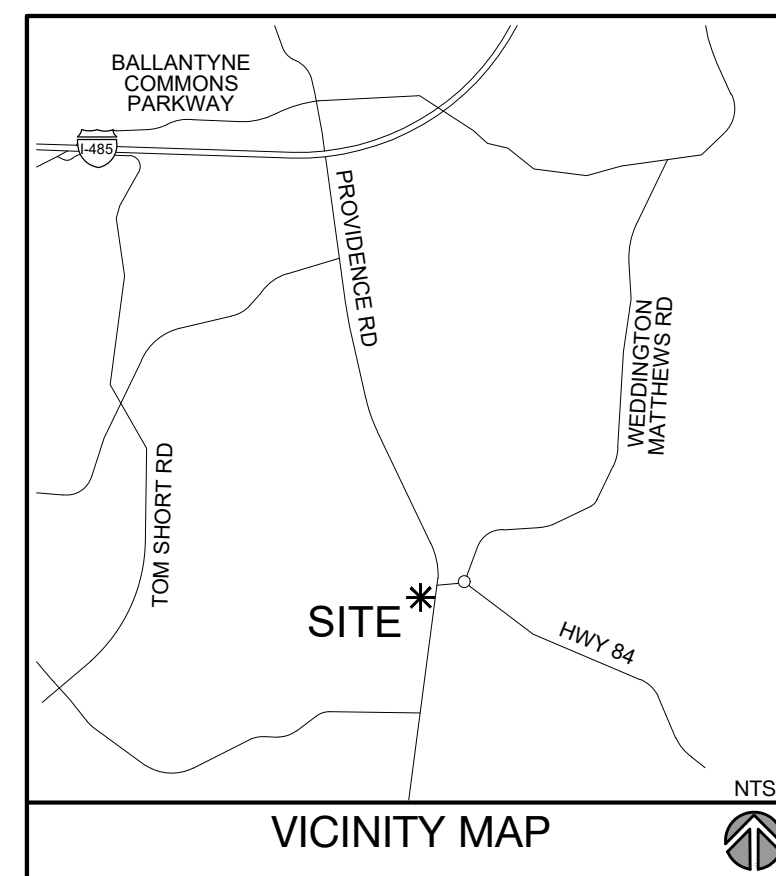 BALLANTYNE
COMMONS
PARKWAY
I-485
PROVIDENCE RD
WEDDINGTON
MATTHEWS RD
TOM SHORT RD
SITE
HWY 84
NTS
VICINITY MAP